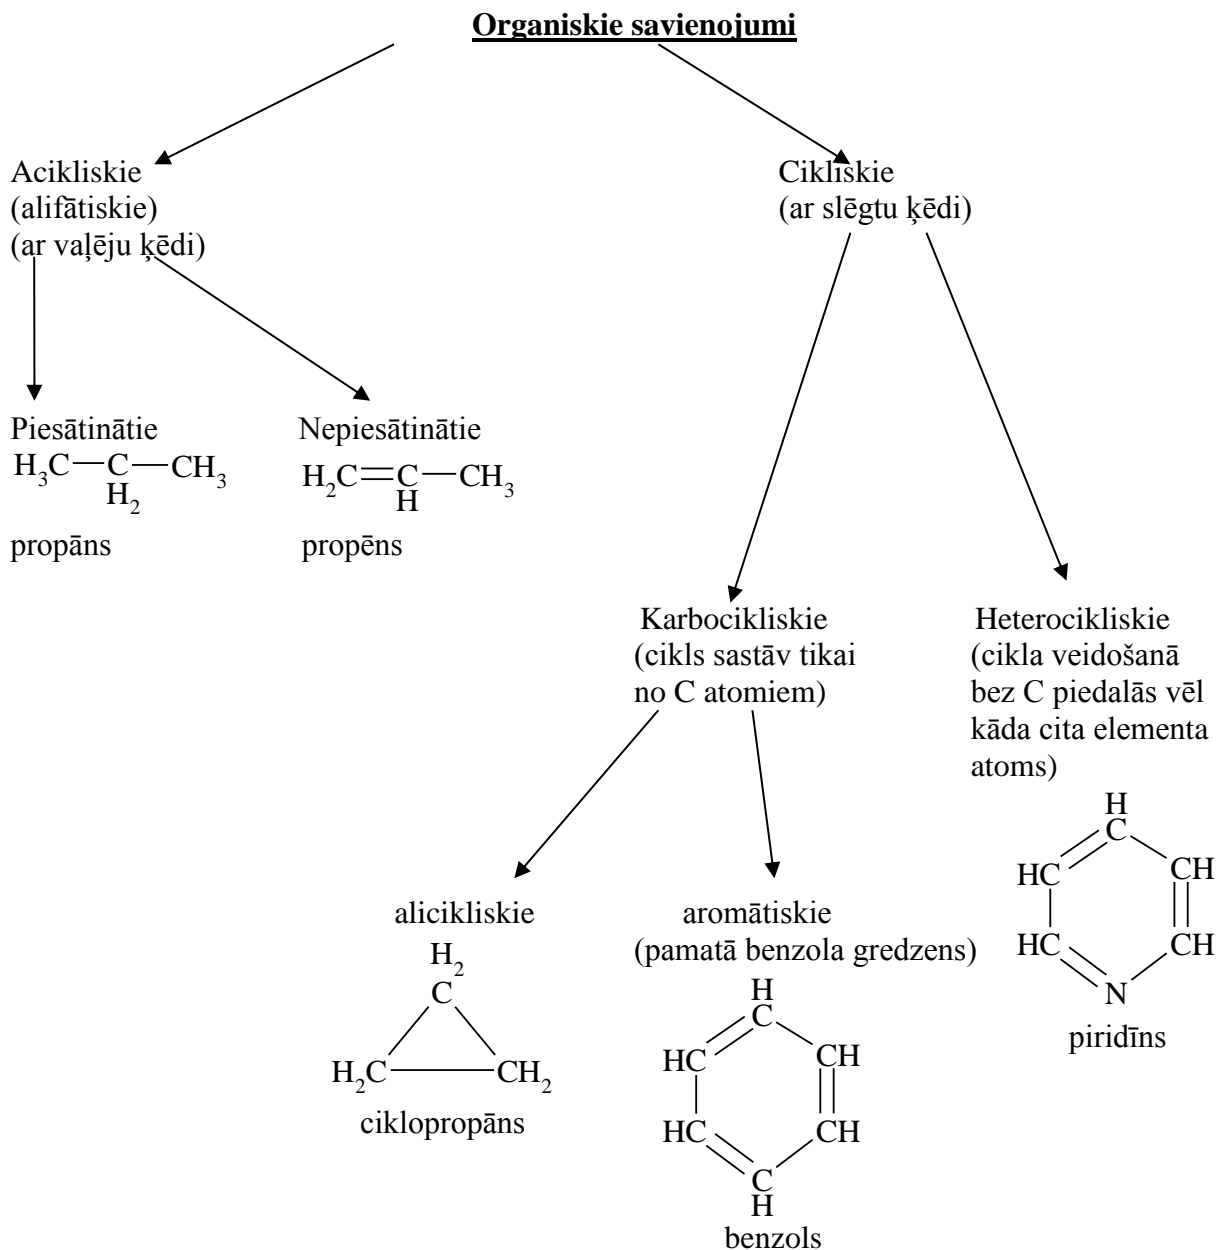 Organiskie savienojumi
Acikliskie
(alifātiskie)
(ar vaļēju ķēdi)
Cikliskie
(ar slēgtu ķēdi)
Piesātinātie
H₃C—C—CH₃
H₂
propāns
Nepiesātinātie
H₂C=C—CH₃
H
propēns
Karbocikliskie
(cikls sastāv tikai
no C atomiem)
Heterocikliskie
(cikla veidošanā
bez C piedalās vēl
kāda cita elementa
atoms)
H
C
HC
CH
HC
CH
N
piridīns
alicikliskie
H₂
C
H₂C
CH₂
ciklopropāns
aromātiskie
(pamatā benzola gredzens)
H
C
HC
CH
HC
CH
C
H
benzols